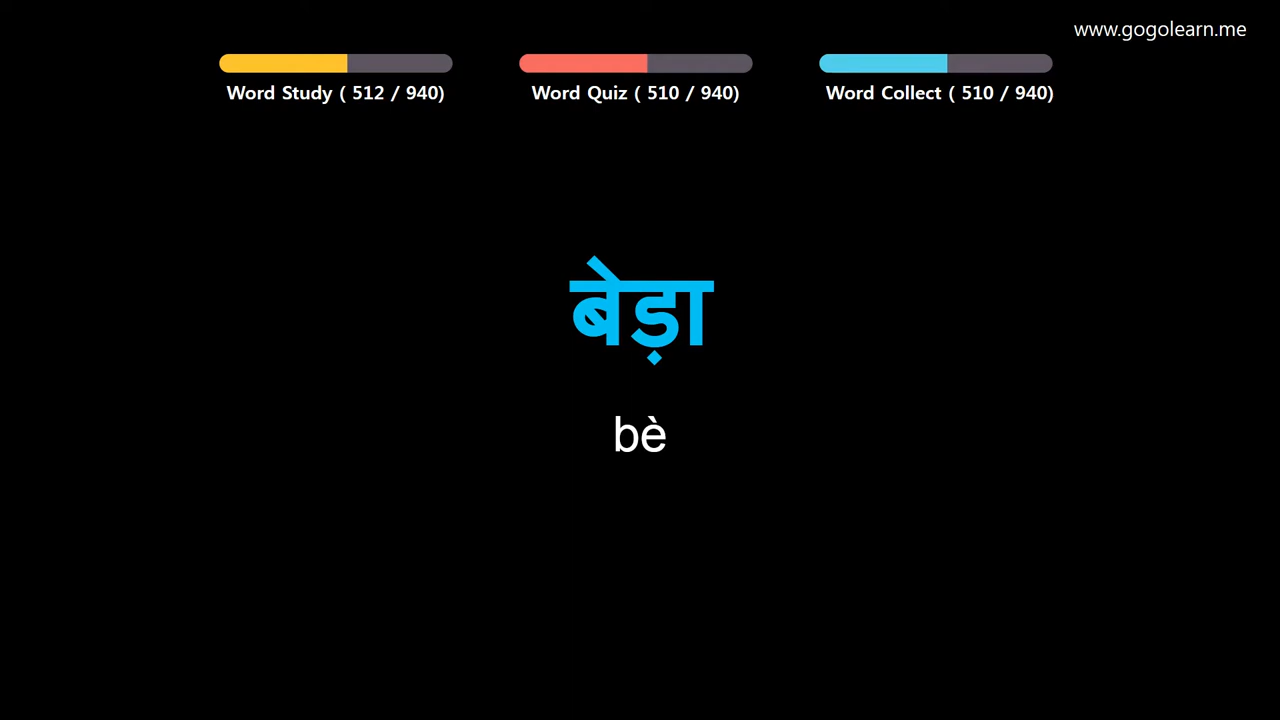 www.gogolearn.me
Word Study ( 512 / 940)
Word Quiz ( 510 / 940)
Word Collect ( 510 / 940)
बेड़ा
bè